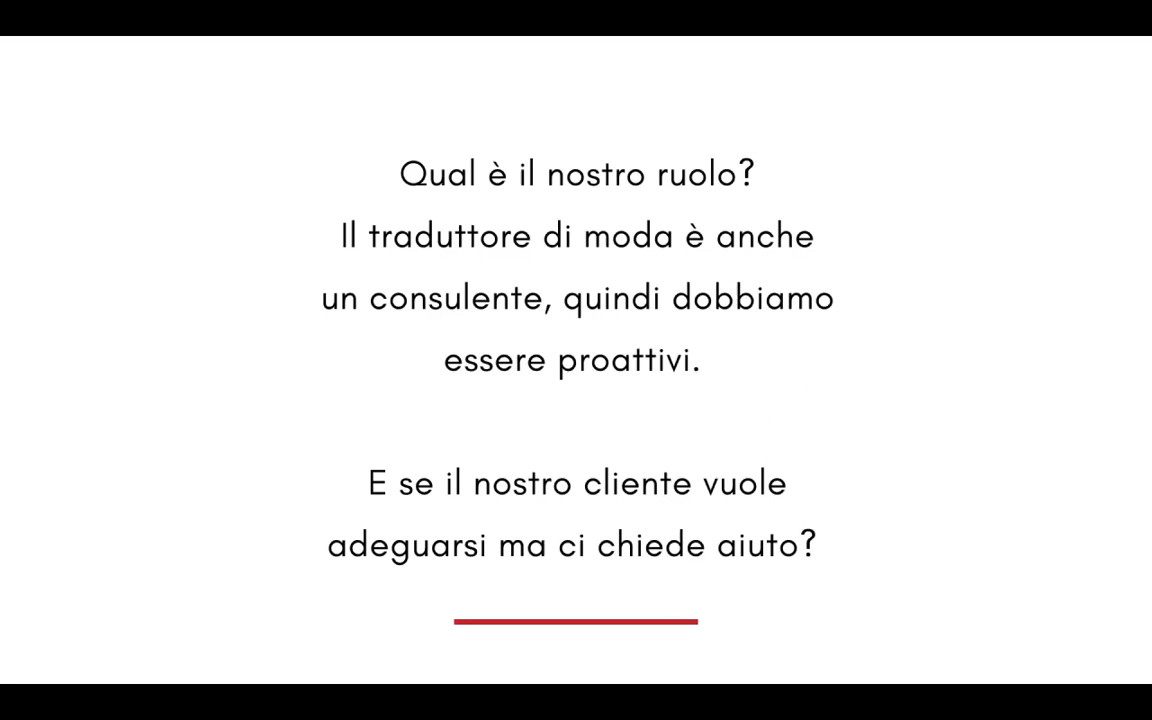 Qual è il nostro ruolo?
Il traduttore di moda è anche
un consulente, quindi dobbiamo
essere proattivi.
E se il nostro cliente vuole
adeguarsi ma ci chiede aiuto?